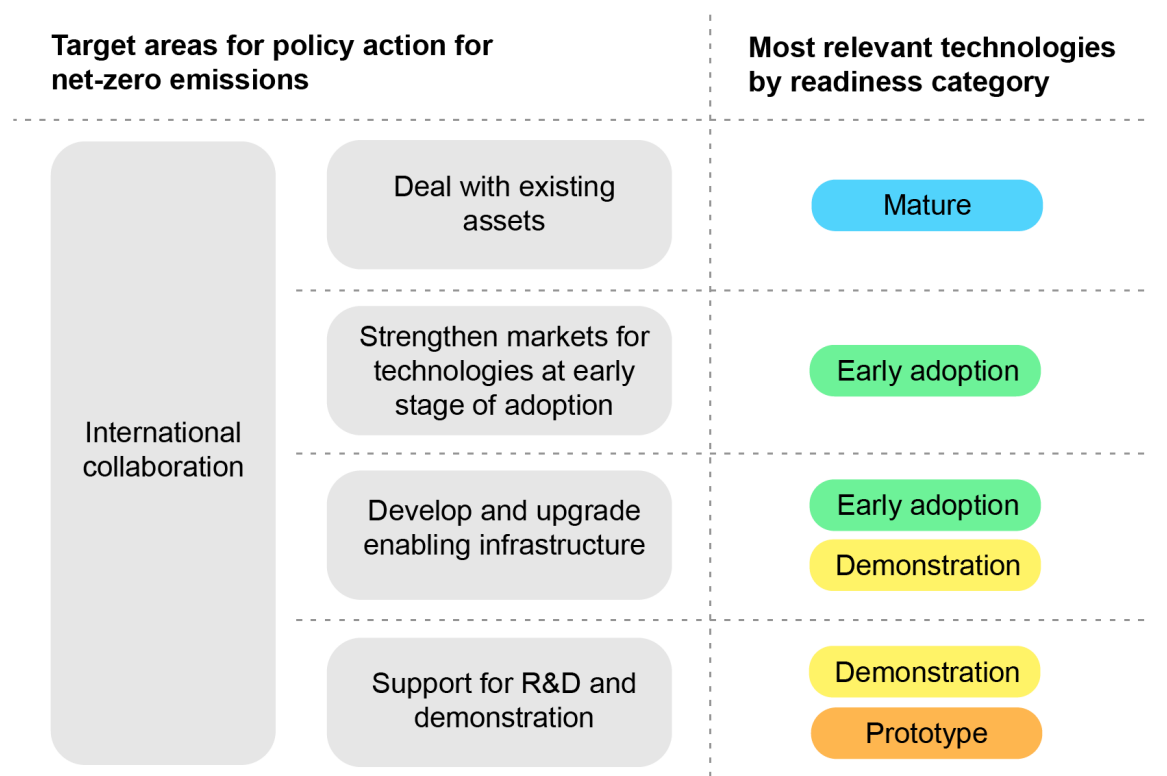 Target areas for policy action for
net-zero emissions
Most relevant technologies
by readiness category
International
collaboration
Deal with existing
assets
Mature
Strengthen markets for
technologies at early
stage of adoption
Early adoption
Develop and upgrade
enabling infrastructure
Early adoption
Demonstration
Support for R&D and
demonstration
Demonstration
Prototype